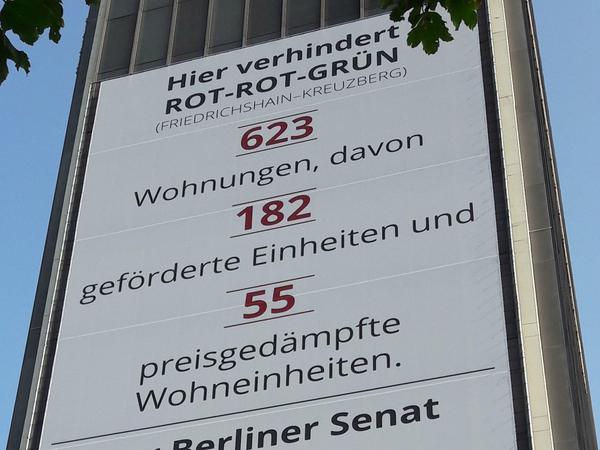 Hier verhindert
ROT-ROT-GRÜN
(FRIEDRICHSHAIN–KREUZBERG)
623
Wohnungen, davon
182
geförderte Einheiten und
55
preisgedämpfte
Wohneinheiten.
Berliner Senat